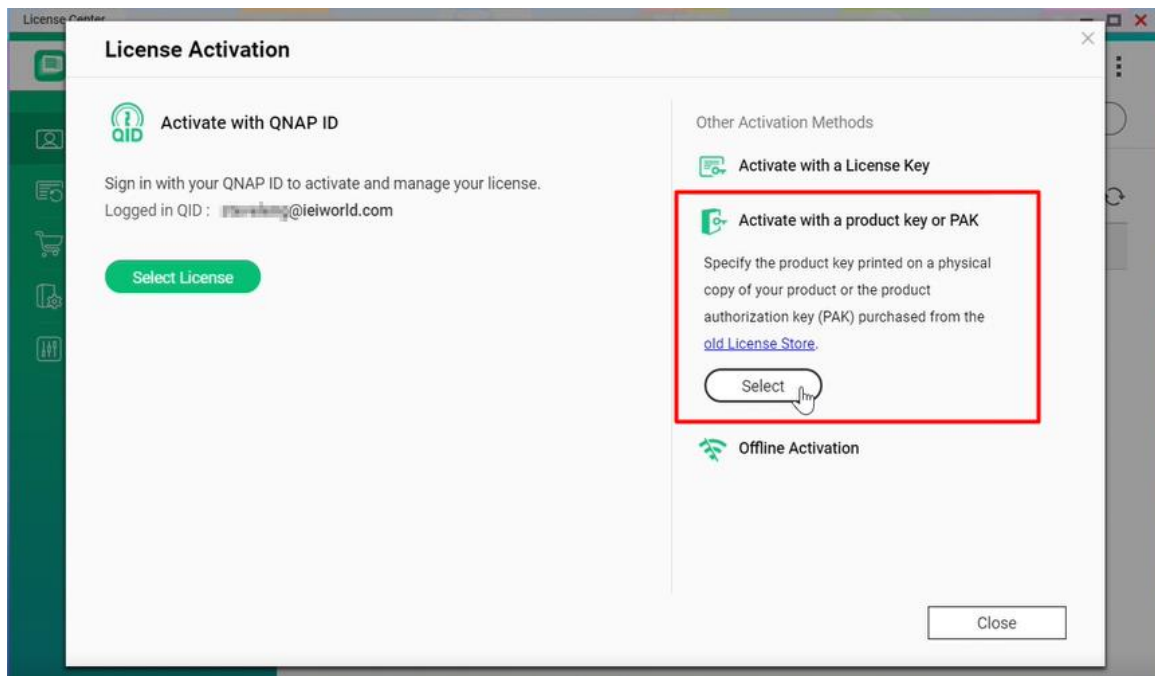 License Center
License Activation
QID
Activate with QNAP ID
Sign in with your QNAP ID to activate and manage your license.
Logged in QID : @ieiworld.com
Select License
Other Activation Methods
Activate with a License Key
Activate with a product key or PAK
Specify the product key printed on a physical
copy of your product or the product
authorization key (PAK) purchased from the
old License Store.
Select
Offline Activation
Close